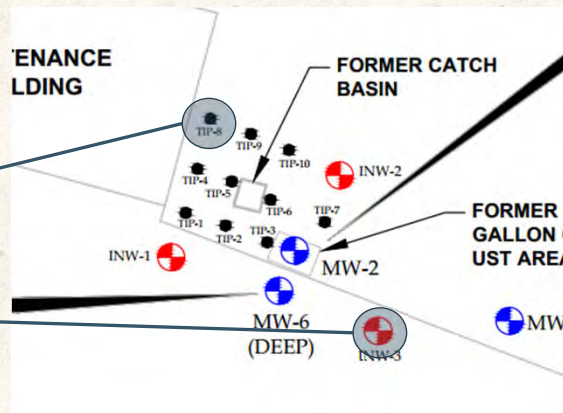 TENANCE
LDING
FORMER CATCH
BASIN
TIP-8
TIP-9
TIP-10
TIP-4
TIP-5
INW-2
TIP-6
TIP-1
TIP-2
TIP-3
TIP-7
FORMER
GALLON
UST AREA
INW-1
MW-2
MW-6
(DEEP)
MW
INW-3